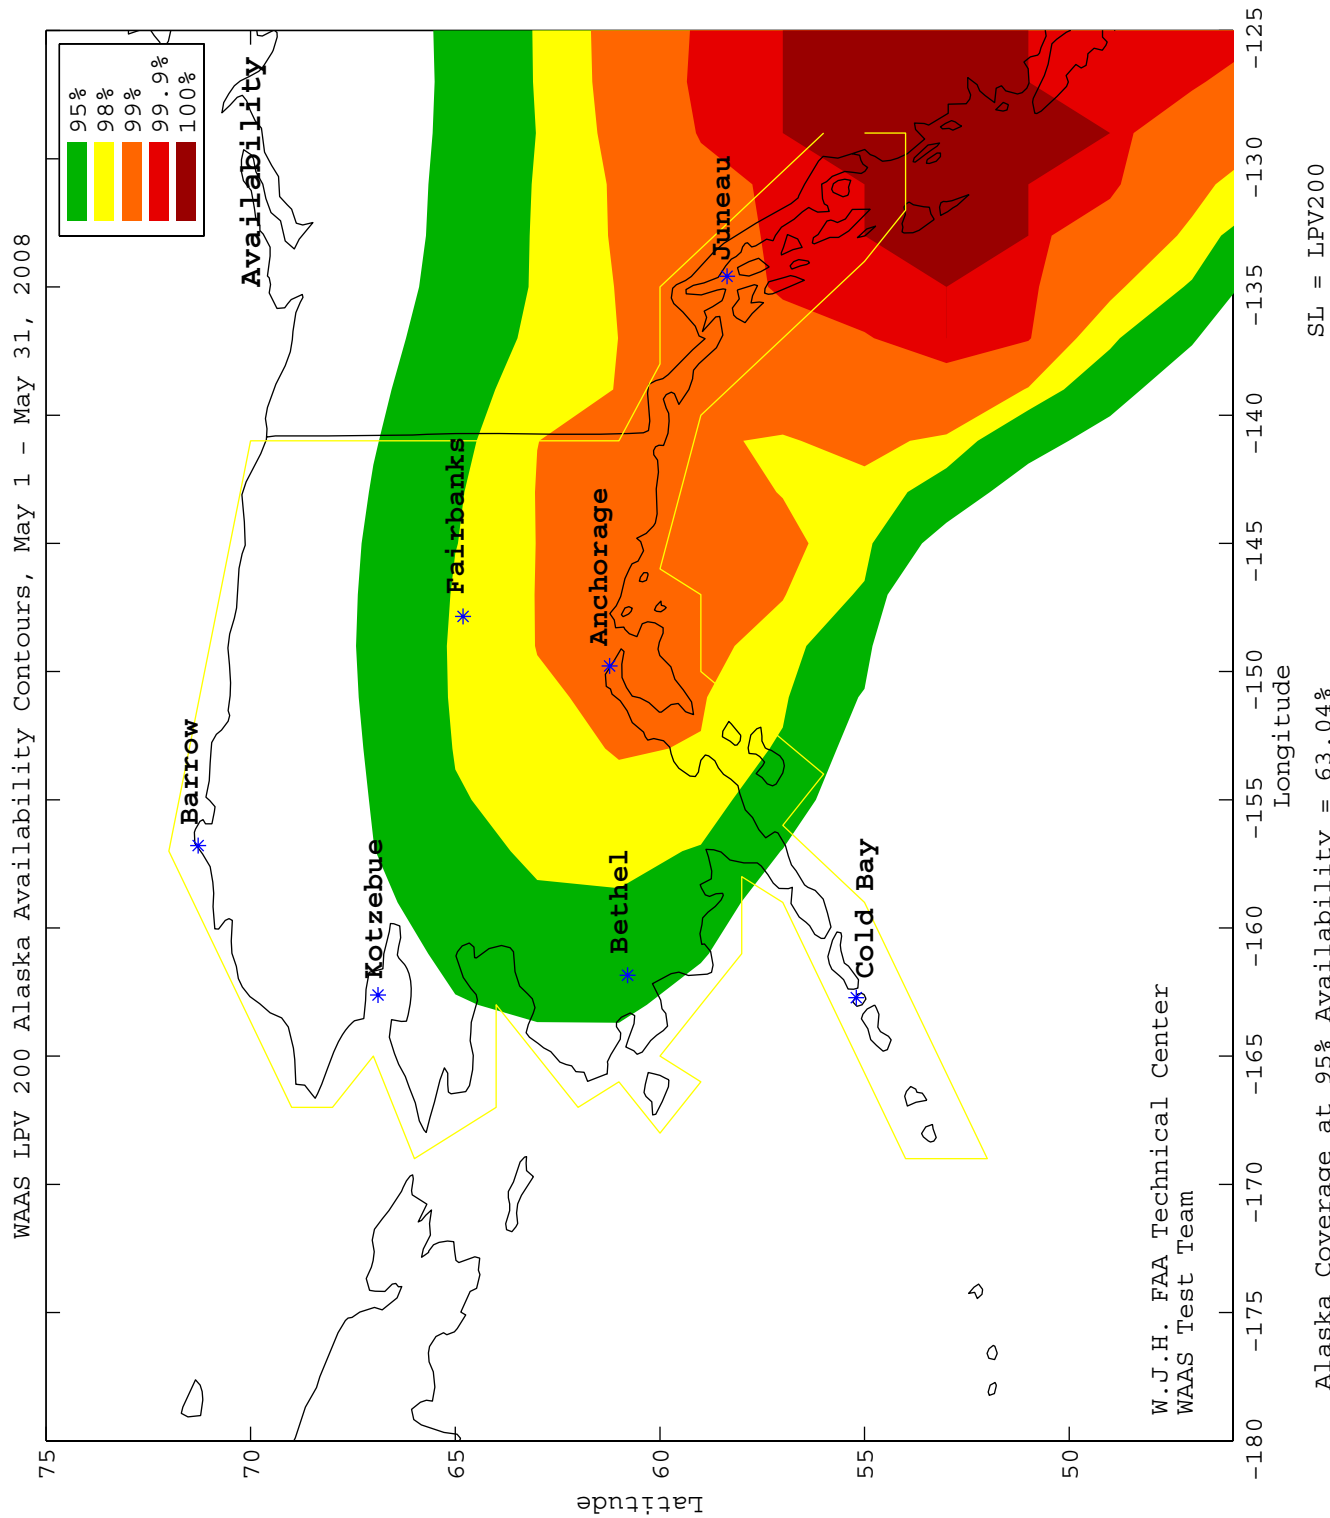 WAAS LPV 200 Alaska Availability Contours, May 1 - May 31, 2008
95%
98%
99%
99.9%
100%
Availability
Barrow
Kotzebue
Fairbanks
Bethel
Anchorage
Juneau
Cold Bay
W.J.H. FAA Technical Center
WAAS Test Team
75
70
65
60
55
50
Latitude
-180
-175
-170
-165
-160
-155
-150
-145
-140
-135
-130
-125
Longitude
Alaska Coverage at 95% Availability = 63.04%
SL = LPV200